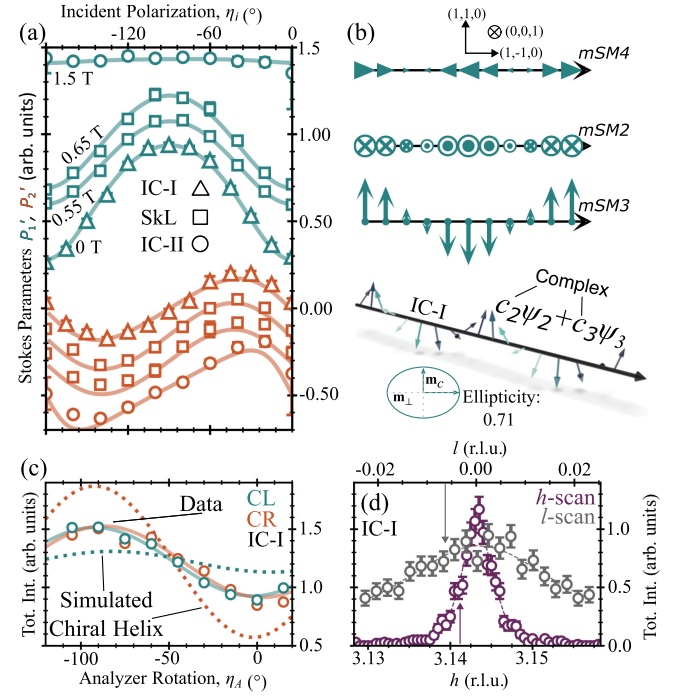 (a)
Incident Polarization, ηi (°)
-120 -60 0
Stokes Parameters P1′, P2′ (arb. units)
1.5
1.00
0.50
0.00
-0.50
1.5 T
0.65 T
0.55 T
0 T
IC-I
SkL
IC-II
(b)
(1,1,0)
(0,0,1)
(1,-1,0)
mSM4
mSM2
mSM3
Complex
c2ψ2+c3ψ3
IC-I
mc
m⊥
Ellipticity:
0.71
(c)
CL
CR
IC-I
Data
Simulated
Chiral Helix
Tot. Int. (arb. units)
1.5
1.0
0.5
-100 -50 0
Analyzer Rotation, ηA (°)
l (r.l.u.)
-0.02 0.00 0.02
(d)
IC-I
h-scan
l-scan
1.0
0.5
0.0
Tot. Int. (arb. units)
3.13 3.14 3.15
h (r.l.u.)